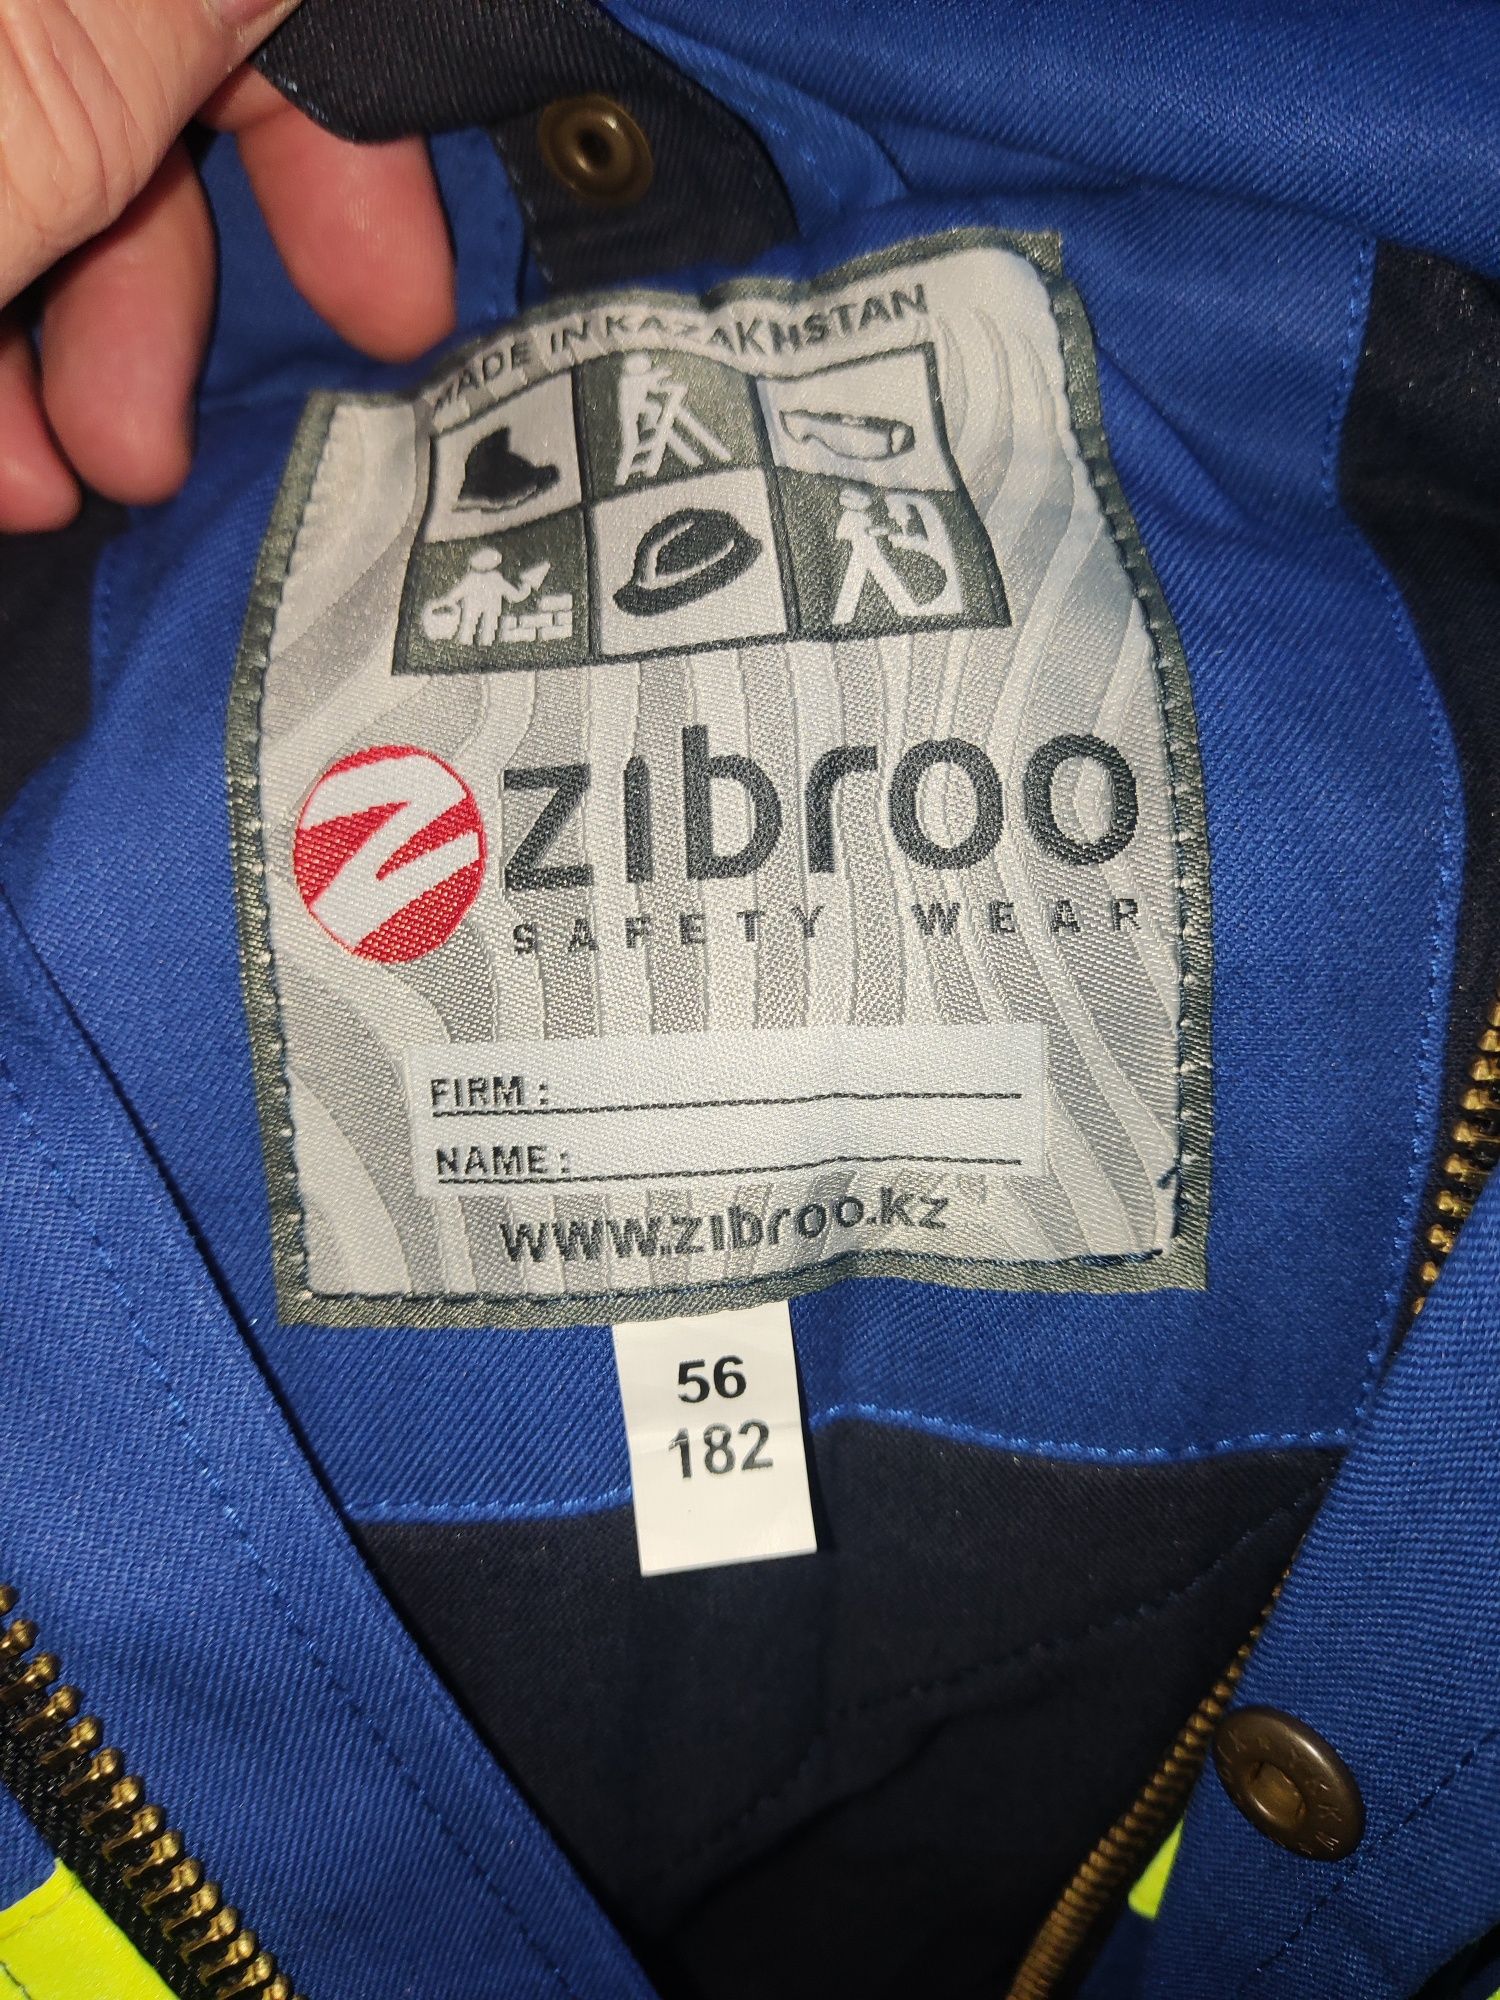 MADE IN KAZAKHSTAN
zibroo
SAFETY WEAR
FIRM :
NAME :
www.zibroo.kz
56
182